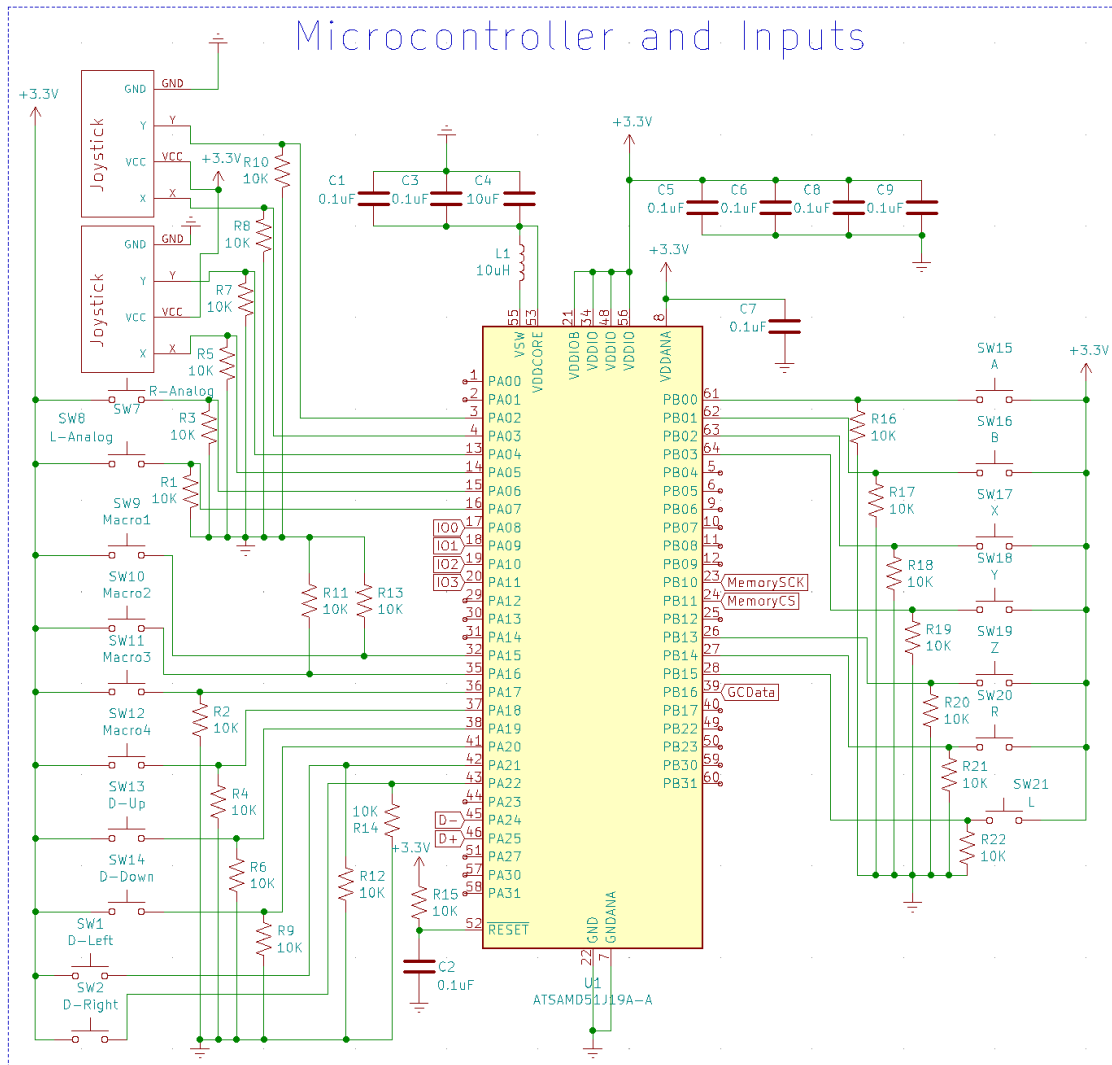 Microcontroller and Inputs
+3.3V
Joystick
GND GND
Y Y
VCC VCC
X X
+3.3V
R10
10K
R8
10K
Joystick
GND GND
Y Y
VCC VCC
X X
R7
10K
R5
10K
R3
10K
R1
10K
SW7
R-Analog
SW8
L-Analog
SW9
Macro1
SW10
Macro2
SW11
Macro3
SW12
Macro4
SW13
D-Up
SW14
D-Down
SW1
D-Left
SW2
D-Right
R11
10K
R13
10K
R2
10K
R4
10K
R6
10K
R9
10K
R12
10K
10K
R14
+3.3V
R15
10K
C2
0.1uF
C1
0.1uF
C3
0.1uF
C4
10uF
L1
10uH
+3.3V
C5
0.1uF
C6
0.1uF
C8
0.1uF
C9
0.1uF
+3.3V
C7
0.1uF
55 VSW
53 VDDCORE
21 VDDIOB
34 VDDIO
48 VDDIO
56 VDDIO
8 VDDANA
1 PA00
2 PA01
3 PA02
4 PA03
13 PA04
14 PA05
15 PA06
16 PA07
IO0 17 PA08
IO1 18 PA09
IO2 19 PA10
IO3 20 PA11
29 PA12
30 PA13
31 PA14
32 PA15
35 PA16
36 PA17
37 PA18
38 PA19
41 PA20
42 PA21
43 PA22
44 PA23
D- 45 PA24
D+ 46 PA25
51 PA27
57 PA30
58 PA31
52 RESET
PB00 61
PB01 62
PB02 63
PB03 64
PB04 5
PB05 6
PB06 9
PB07 10
PB08 11
PB09 12
PB10 23 MemorySCK
PB11 24 MemoryCS
PB12 25
PB13 26
PB14 27
PB15 28
PB16 39 GCData
PB17 40
PB22 49
PB23 50
PB30 59
PB31 60
GND 22
GNDANA 7
U1
ATSAMD51J19A-A
SW15
A
+3.3V
SW16
B
SW17
X
SW18
Y
SW19
Z
SW20
R
SW21
L
R16
10K
R17
10K
R18
10K
R19
10K
R20
10K
R21
10K
R22
10K